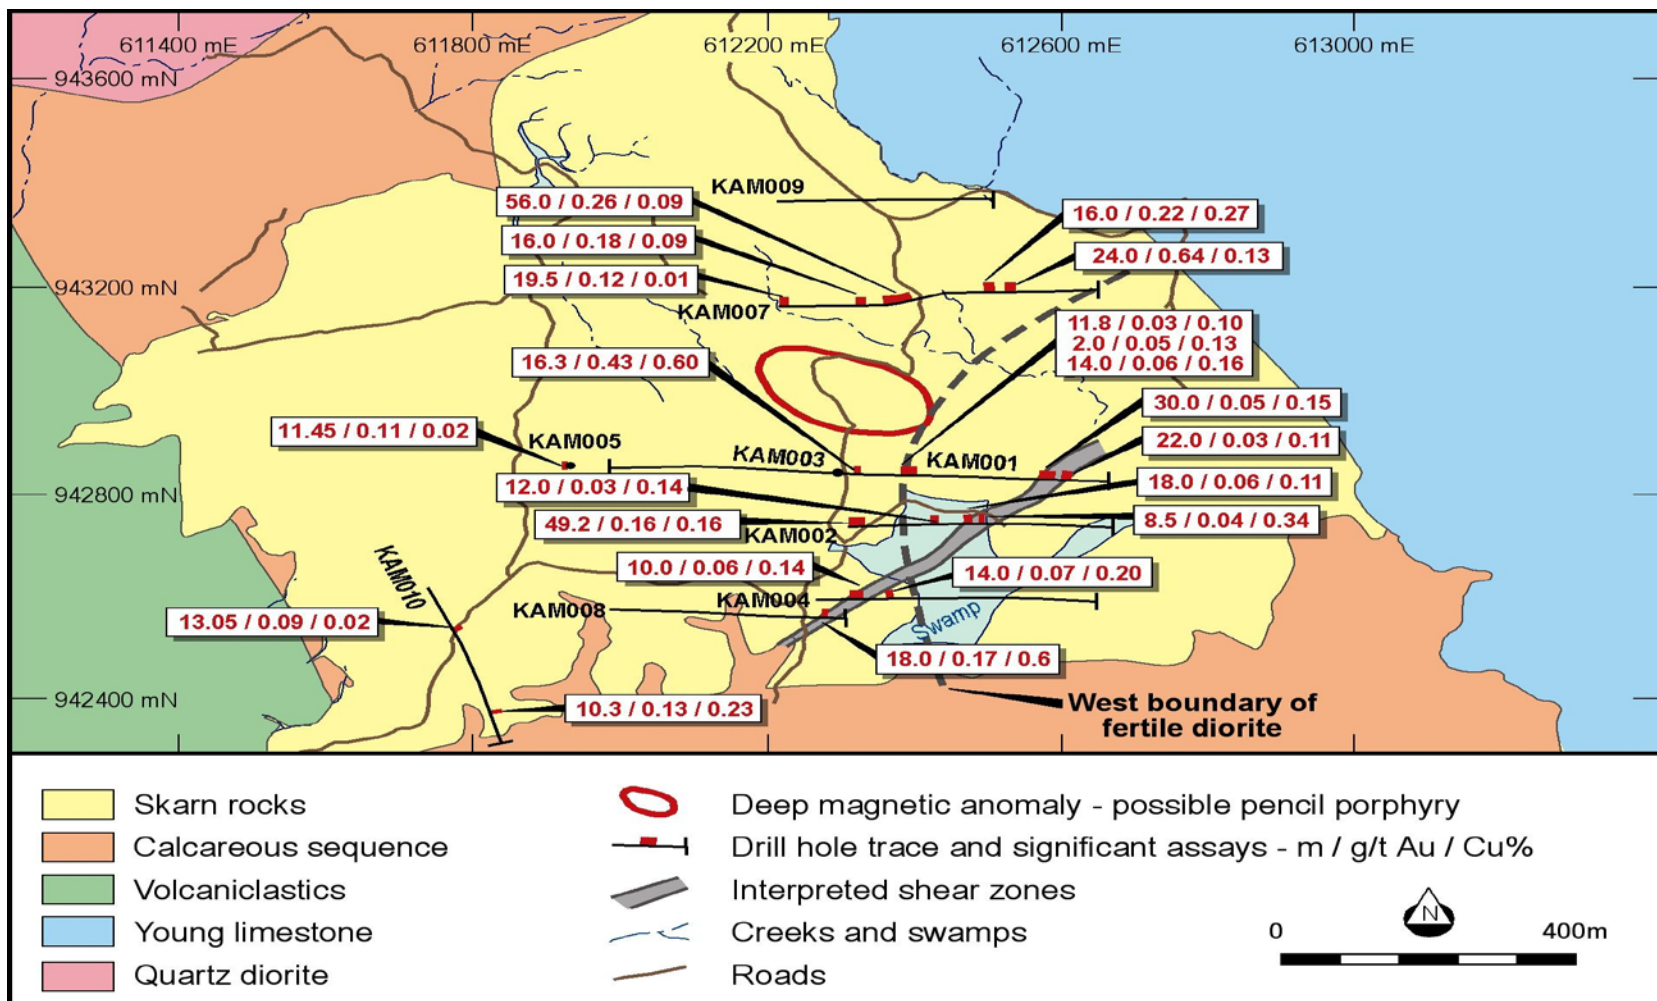 611400 mE
611800 mE
612200 mE
612600 mE
613000 mE
943600 mN
943200 mN
942800 mN
942400 mN
KAM009
56.0 / 0.26 / 0.09
16.0 / 0.22 / 0.27
16.0 / 0.18 / 0.09
24.0 / 0.64 / 0.13
19.5 / 0.12 / 0.01
KAM007
11.8 / 0.03 / 0.10
2.0 / 0.05 / 0.13
14.0 / 0.06 / 0.16
16.3 / 0.43 / 0.60
30.0 / 0.05 / 0.15
11.45 / 0.11 / 0.02
KAM005
22.0 / 0.03 / 0.11
KAM003
KAM001
12.0 / 0.03 / 0.14
18.0 / 0.06 / 0.11
49.2 / 0.16 / 0.16
8.5 / 0.04 / 0.34
KAM002
10.0 / 0.06 / 0.14
14.0 / 0.07 / 0.20
KAM010
KAM008
KAM004
13.05 / 0.09 / 0.02
Swamp
18.0 / 0.17 / 0.6
10.3 / 0.13 / 0.23
West boundary of
fertile diorite
Skarn rocks
Calcareous sequence
Volcaniclastics
Young limestone
Quartz diorite
Deep magnetic anomaly - possible pencil porphyry
Drill hole trace and significant assays - m / g/t Au / Cu%
Interpreted shear zones
Creeks and swamps
Roads
N
0
400m